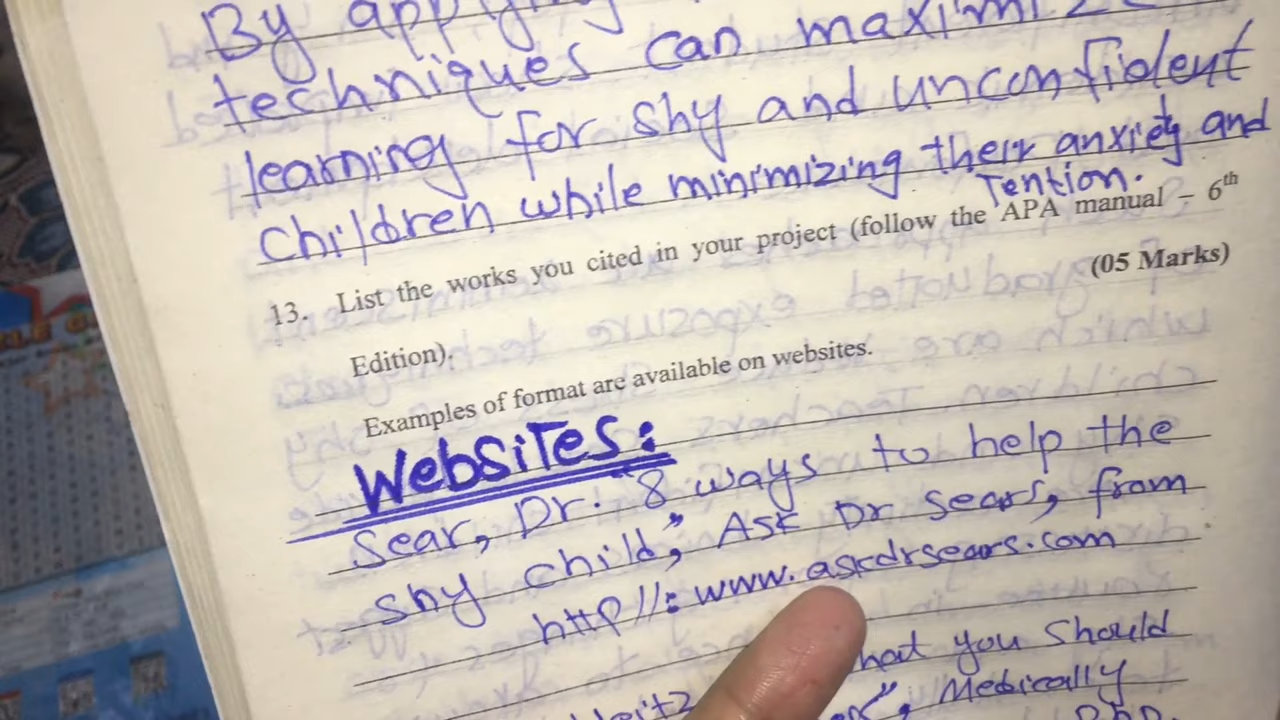 By applying
techniques can maximize
learning for shy and unconfident
children while minimizing their anxiety and
Tention.
13. List the works you cited in your project (follow the APA manual – 6th
Edition).
(05 Marks)
Examples of format are available on websites.
Websites:
Sear, Dr. "8 ways to help the
shy child," Ask Dr Sears, from
http//: www.askdrsears.com
hat you should
Medically